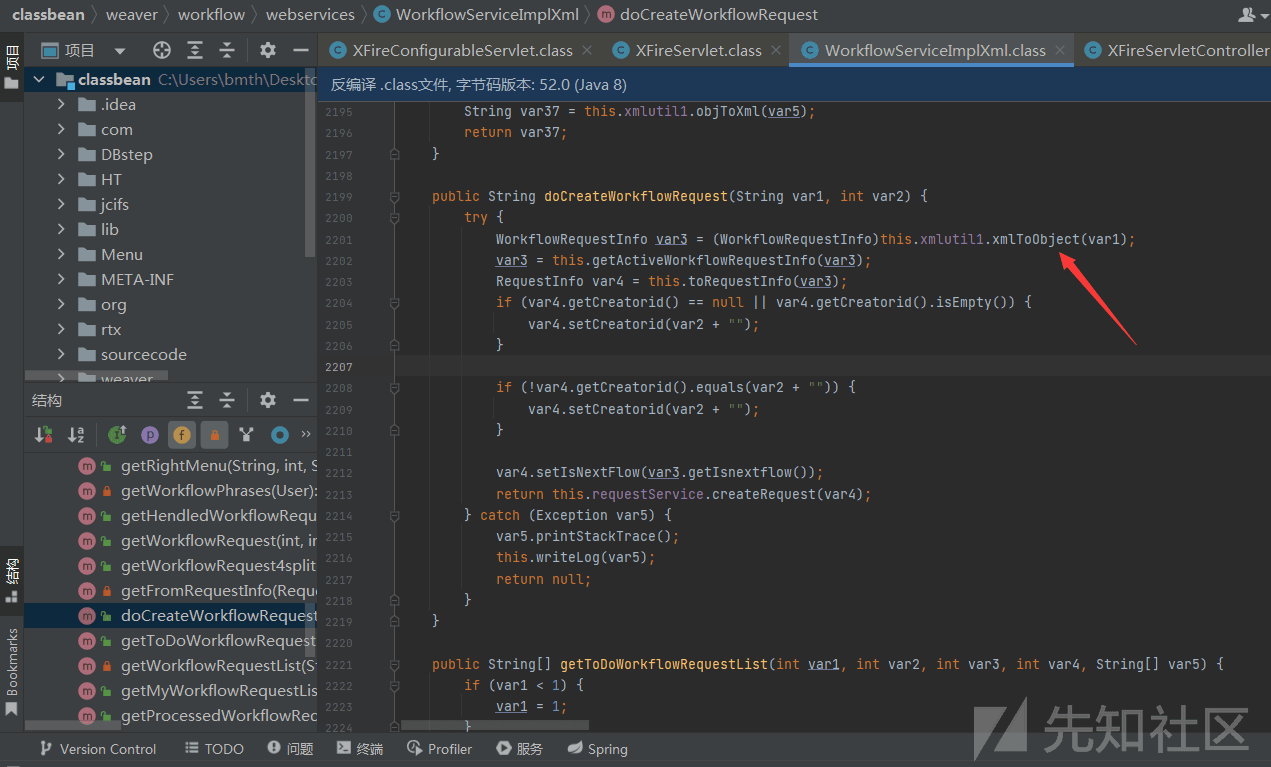 classbean weaver workflow webservices WorkflowServiceImplXml doCreateWorkflowRequest
项目
XFireConfigurableServlet.class XFireServlet.class WorkflowServiceImplXml.class XFireServletController
项目
classbean C:\Users\bmth\Deskto
.idea
com
DBstep
HT
jcifs
lib
Menu
META-INF
org
rtx
sourcecode
weaver
反编译 .class文件, 字节码版本: 52.0 (Java 8)
2195 String var37 = this.xmlutil1.objToXml(var5);
2196 return var37;
2197 }
2198
2199 public String doCreateWorkflowRequest(String var1, int var2) {
2200 try {
2201 WorkflowRequestInfo var3 = (WorkflowRequestInfo)this.xmlutil1.xmlToObject(var1);
2202 var3 = this.getActiveWorkflowRequestInfo(var3);
2203 RequestInfo var4 = this.toRequestInfo(var3);
2204 if (var4.getCreatorid() == null || var4.getCreatorid().isEmpty()) {
2205 var4.setCreatorid(var2 + "");
2206 }
2207
2208 if (!var4.getCreatorid().equals(var2 + "")) {
2209 var4.setCreatorid(var2 + "");
2210 }
2211
2212 var4.setIsNextFlow(var3.getIsnextflow());
2213 return this.requestService.createRequest(var4);
2214 } catch (Exception var5) {
2215 var5.printStackTrace();
2216 this.writeLog(var5);
2217 return null;
2218 }
2219 }
2220
2221 public String[] getToDoWorkflowRequestList(int var1, int var2, int var3, int var4, String[] var5) {
2222 if (var1 < 1) {
2223 var1 = 1;
2224 }
结构
getRightMenu(String, int, S
getWorkflowPhrases(User):
getHendledWorkflowRequ
getWorkflowRequest(int, in
getWorkflowRequest4split
getFromRequestInfo(Requ
doCreateWorkflowRequest
getToDoWorkflowRequest
getWorkflowRequestList(St
getMyWorkflowRequestLis
getProcessedWorkflowReq
结构
Bookmarks
Version Control TODO 问题 终端 Profiler 服务 Spring
先知社区